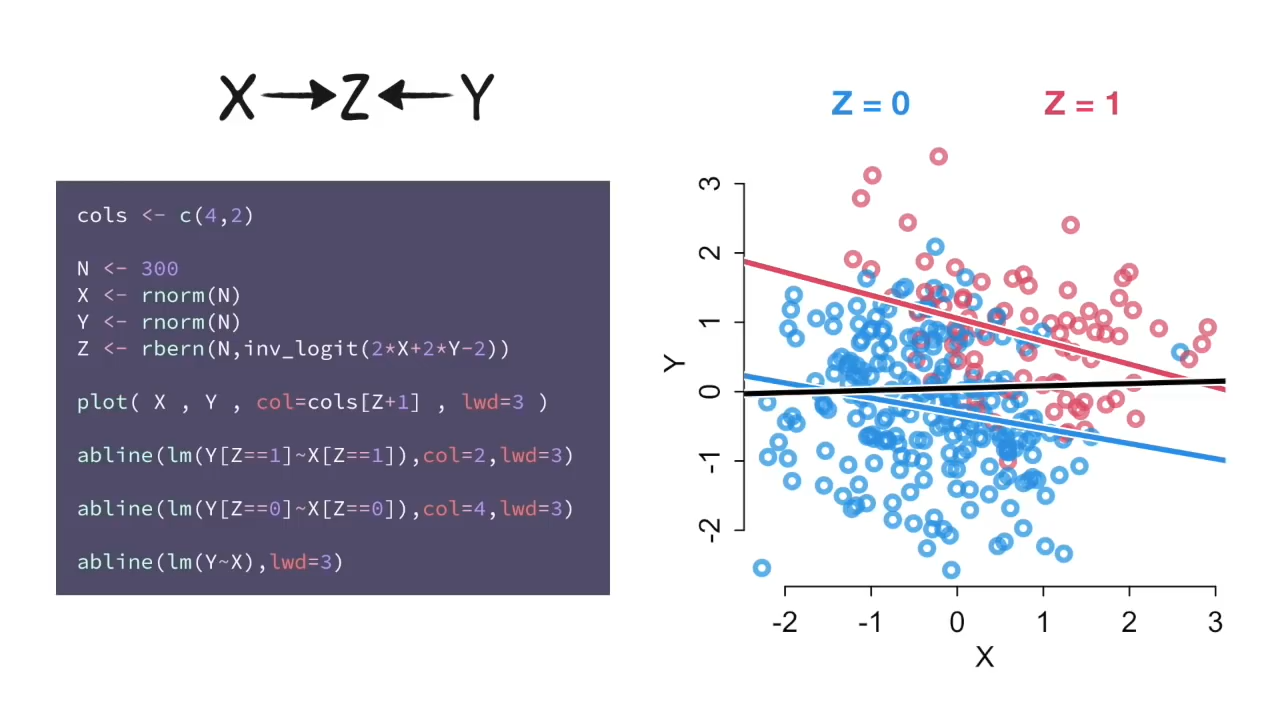 X → Z ← Y
cols <- c(4,2)
N <- 300
X <- rnorm(N)
Y <- rnorm(N)
Z <- rbern(N,inv_logit(2*X+2*Y-2))
plot( X , Y , col=cols[Z+1] , lwd=3 )
abline(lm(Y[Z==1]~X[Z==1]),col=2,lwd=3)
abline(lm(Y[Z==0]~X[Z==0]),col=4,lwd=3)
abline(lm(Y~X),lwd=3)
Z = 0 Z = 1
3
2
1
0
-1
-2
Y
-2 -1 0 1 2 3
X